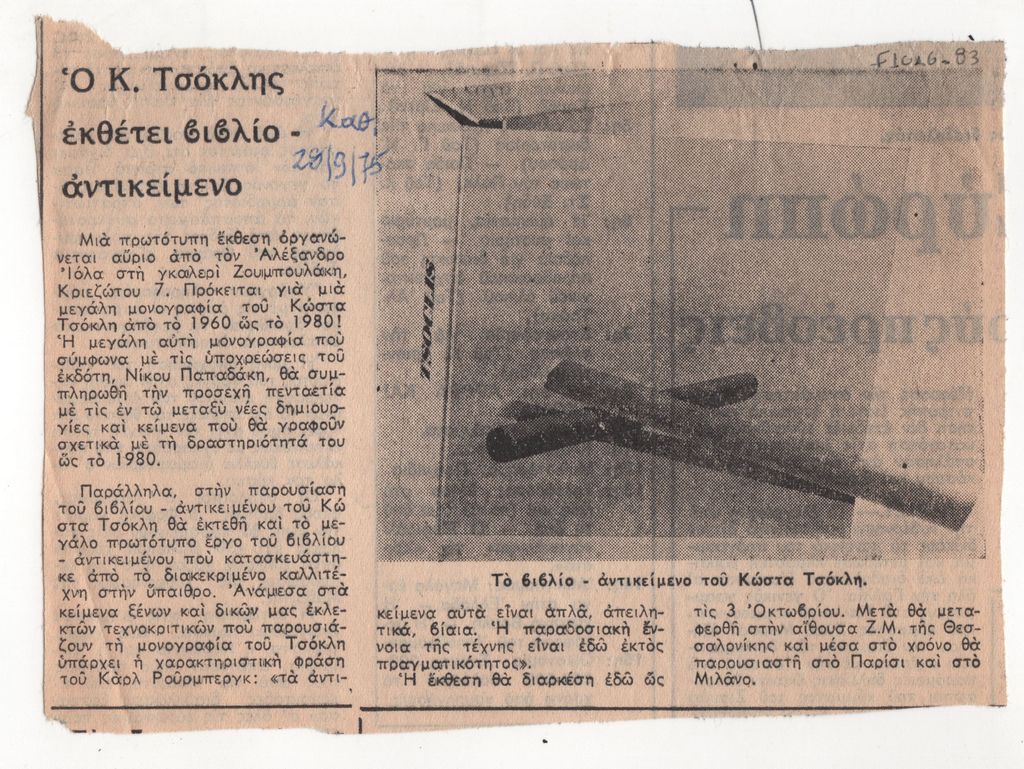 Ὁ Κ. Τσόκλης
ἐκθέτει βιβλίο -
ἀντικείμενο
Καθ
29/9/75
F1026-83
Μιὰ πρωτότυπη ἔκθεση ὀργανώ-
νεται αὔριο ἀπὸ τὸν Ἀλέξανδρο
Ἰόλα στὴ γκαλερὶ Ζουμπουλάκη,
Κριεζώτου 7. Πρόκειται γιὰ μιὰ
μεγάλη μονογραφία τοῦ Κώστα
Τσόκλη ἀπὸ τὸ 1960 ὣς τὸ 1980!
Ἡ μεγάλη αὐτὴ μονογραφία ποὺ
σύμφωνα μὲ τὶς ὑποχρεώσεις τοῦ
ἐκδότη, Νίκου Παπαδάκη, θὰ συμ-
πληρωθῆ τὴν προσεχῆ πενταετία
μὲ τὶς ἐν τῶ μεταξὺ νέες δημιουρ-
γίες καὶ κείμενα ποὺ θὰ γραφοῦν
σχετικὰ μὲ τὴ δραστηριότητά του
ὣς τὸ 1980.
Παράλληλα, στὴν παρουσίαση
τοῦ βιβλίου - ἀντικειμένου τοῦ Κώ
στα Τσόκλη θὰ ἐκτεθῆ καὶ τὸ με-
γάλο πρωτότυπο ἔργο τοῦ βιβλίου
- ἀντικειμένου ποὺ κατασκευάστη-
κε ἀπὸ τὸ διακεκριμένο καλλιτέ-
χνη στὴν ὕπαιθρο. Ἀνάμεσα στὰ
κείμενα ξένων καὶ δικῶν μας ἐκλε-
κτῶν τεχνοκριτικῶν ποὺ παρουσιά-
ζουν τὴ μονογραφία τοῦ Τσόκλη
ὑπάρχει ἡ χαρακτηριστικὴ φράση
τοῦ Κὰρλ Ροῦρμπεργκ: «τὰ ἀντι-
TSOCLIS
Τὸ βιβλίο - ἀντικείμενο τοῦ Κώστα Τσόκλη.
κείμενα αὐτὰ εἶναι ἁπλᾶ, ἀπειλη-
τικά, βίαια. Ἡ παραδοσιακὴ ἔν-
νοια τῆς τέχνης εἶναι ἐδῶ ἐκτὸς
πραγματικότητος».
Ἡ ἔκθεση θὰ διαρκέση ἐδῶ ὣς
τὶς 3 Ὀκτωβρίου. Μετὰ θὰ μετα-
φερθῆ στὴν αἴθουσα Ζ.Μ. τῆς Θεσ-
σαλονίκης καὶ μέσα στὸ χρόνο θὰ
παρουσιαστῆ στὸ Παρίσι καὶ στὸ
Μιλάνο.